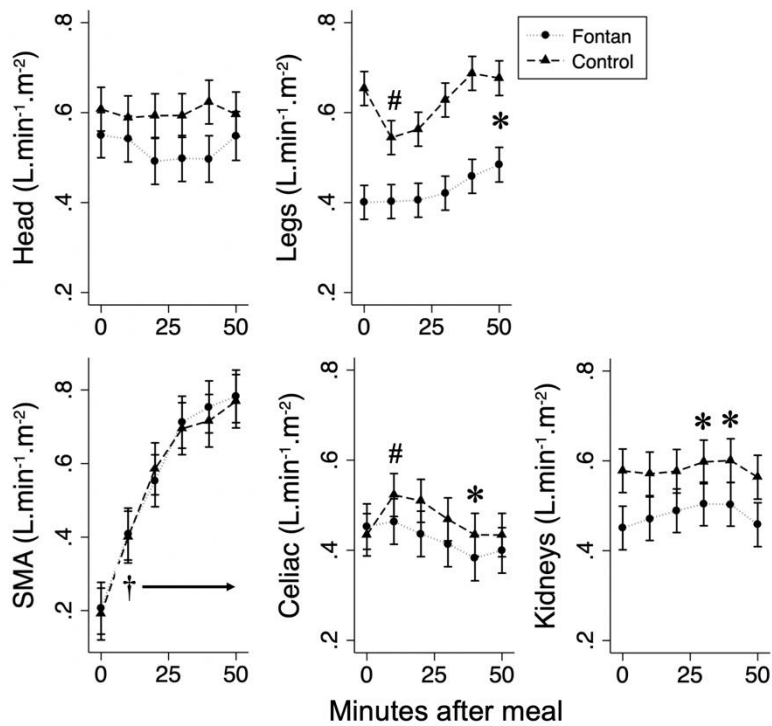 Head (L.min⁻¹.m⁻²)
.8
.6
.4
.2
0 25 50
Legs (L.min⁻¹.m⁻²)
.8
.6
.4
.2
#
*
0 25 50
Fontan
Control
SMA (L.min⁻¹.m⁻²)
.8
.6
.4
.2
†
0 25 50
Celiac (L.min⁻¹.m⁻²)
.8
.6
.4
.2
#
*
0 25 50
Kidneys (L.min⁻¹.m⁻²)
.8
.6
.4
.2
* *
0 25 50
Minutes after meal